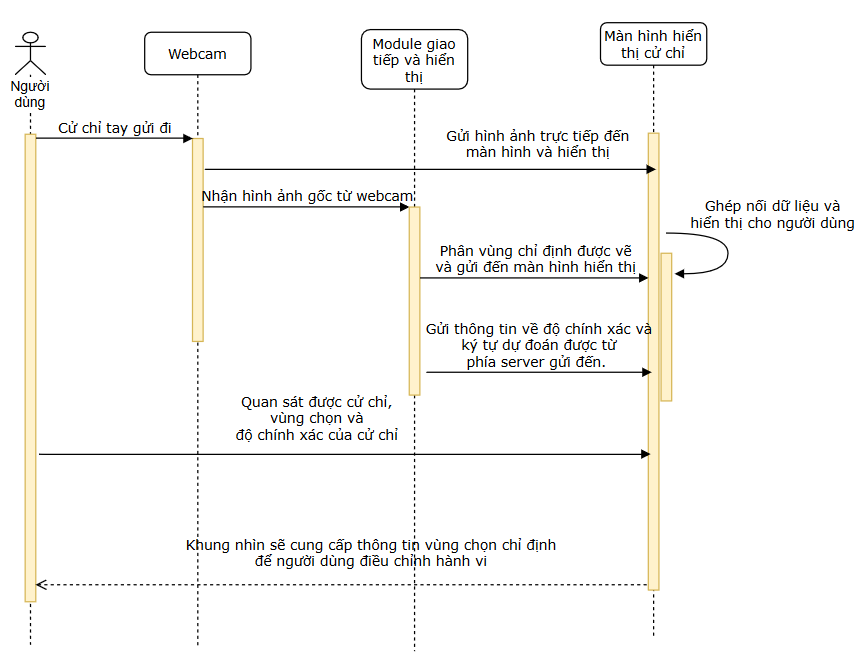 Người
dùng
Webcam
Module giao
tiếp và hiển
thị
Màn hình hiển
thị cử chỉ
Cử chỉ tay gửi đi
Gửi hình ảnh trực tiếp đến
màn hình và hiển thị
Nhận hình ảnh gốc từ webcam
Ghép nối dữ liệu và
hiển thị cho người dùng
Phân vùng chỉ định được vẽ
và gửi đến màn hình hiển thị
Gửi thông tin về độ chính xác và
ký tự dự đoán được từ
phía server gửi đến.
Quan sát được cử chỉ,
vùng chọn và
độ chính xác của cử chỉ
Khung nhìn sẽ cung cấp thông tin vùng chọn chỉ định
để người dùng điều chỉnh hành vi